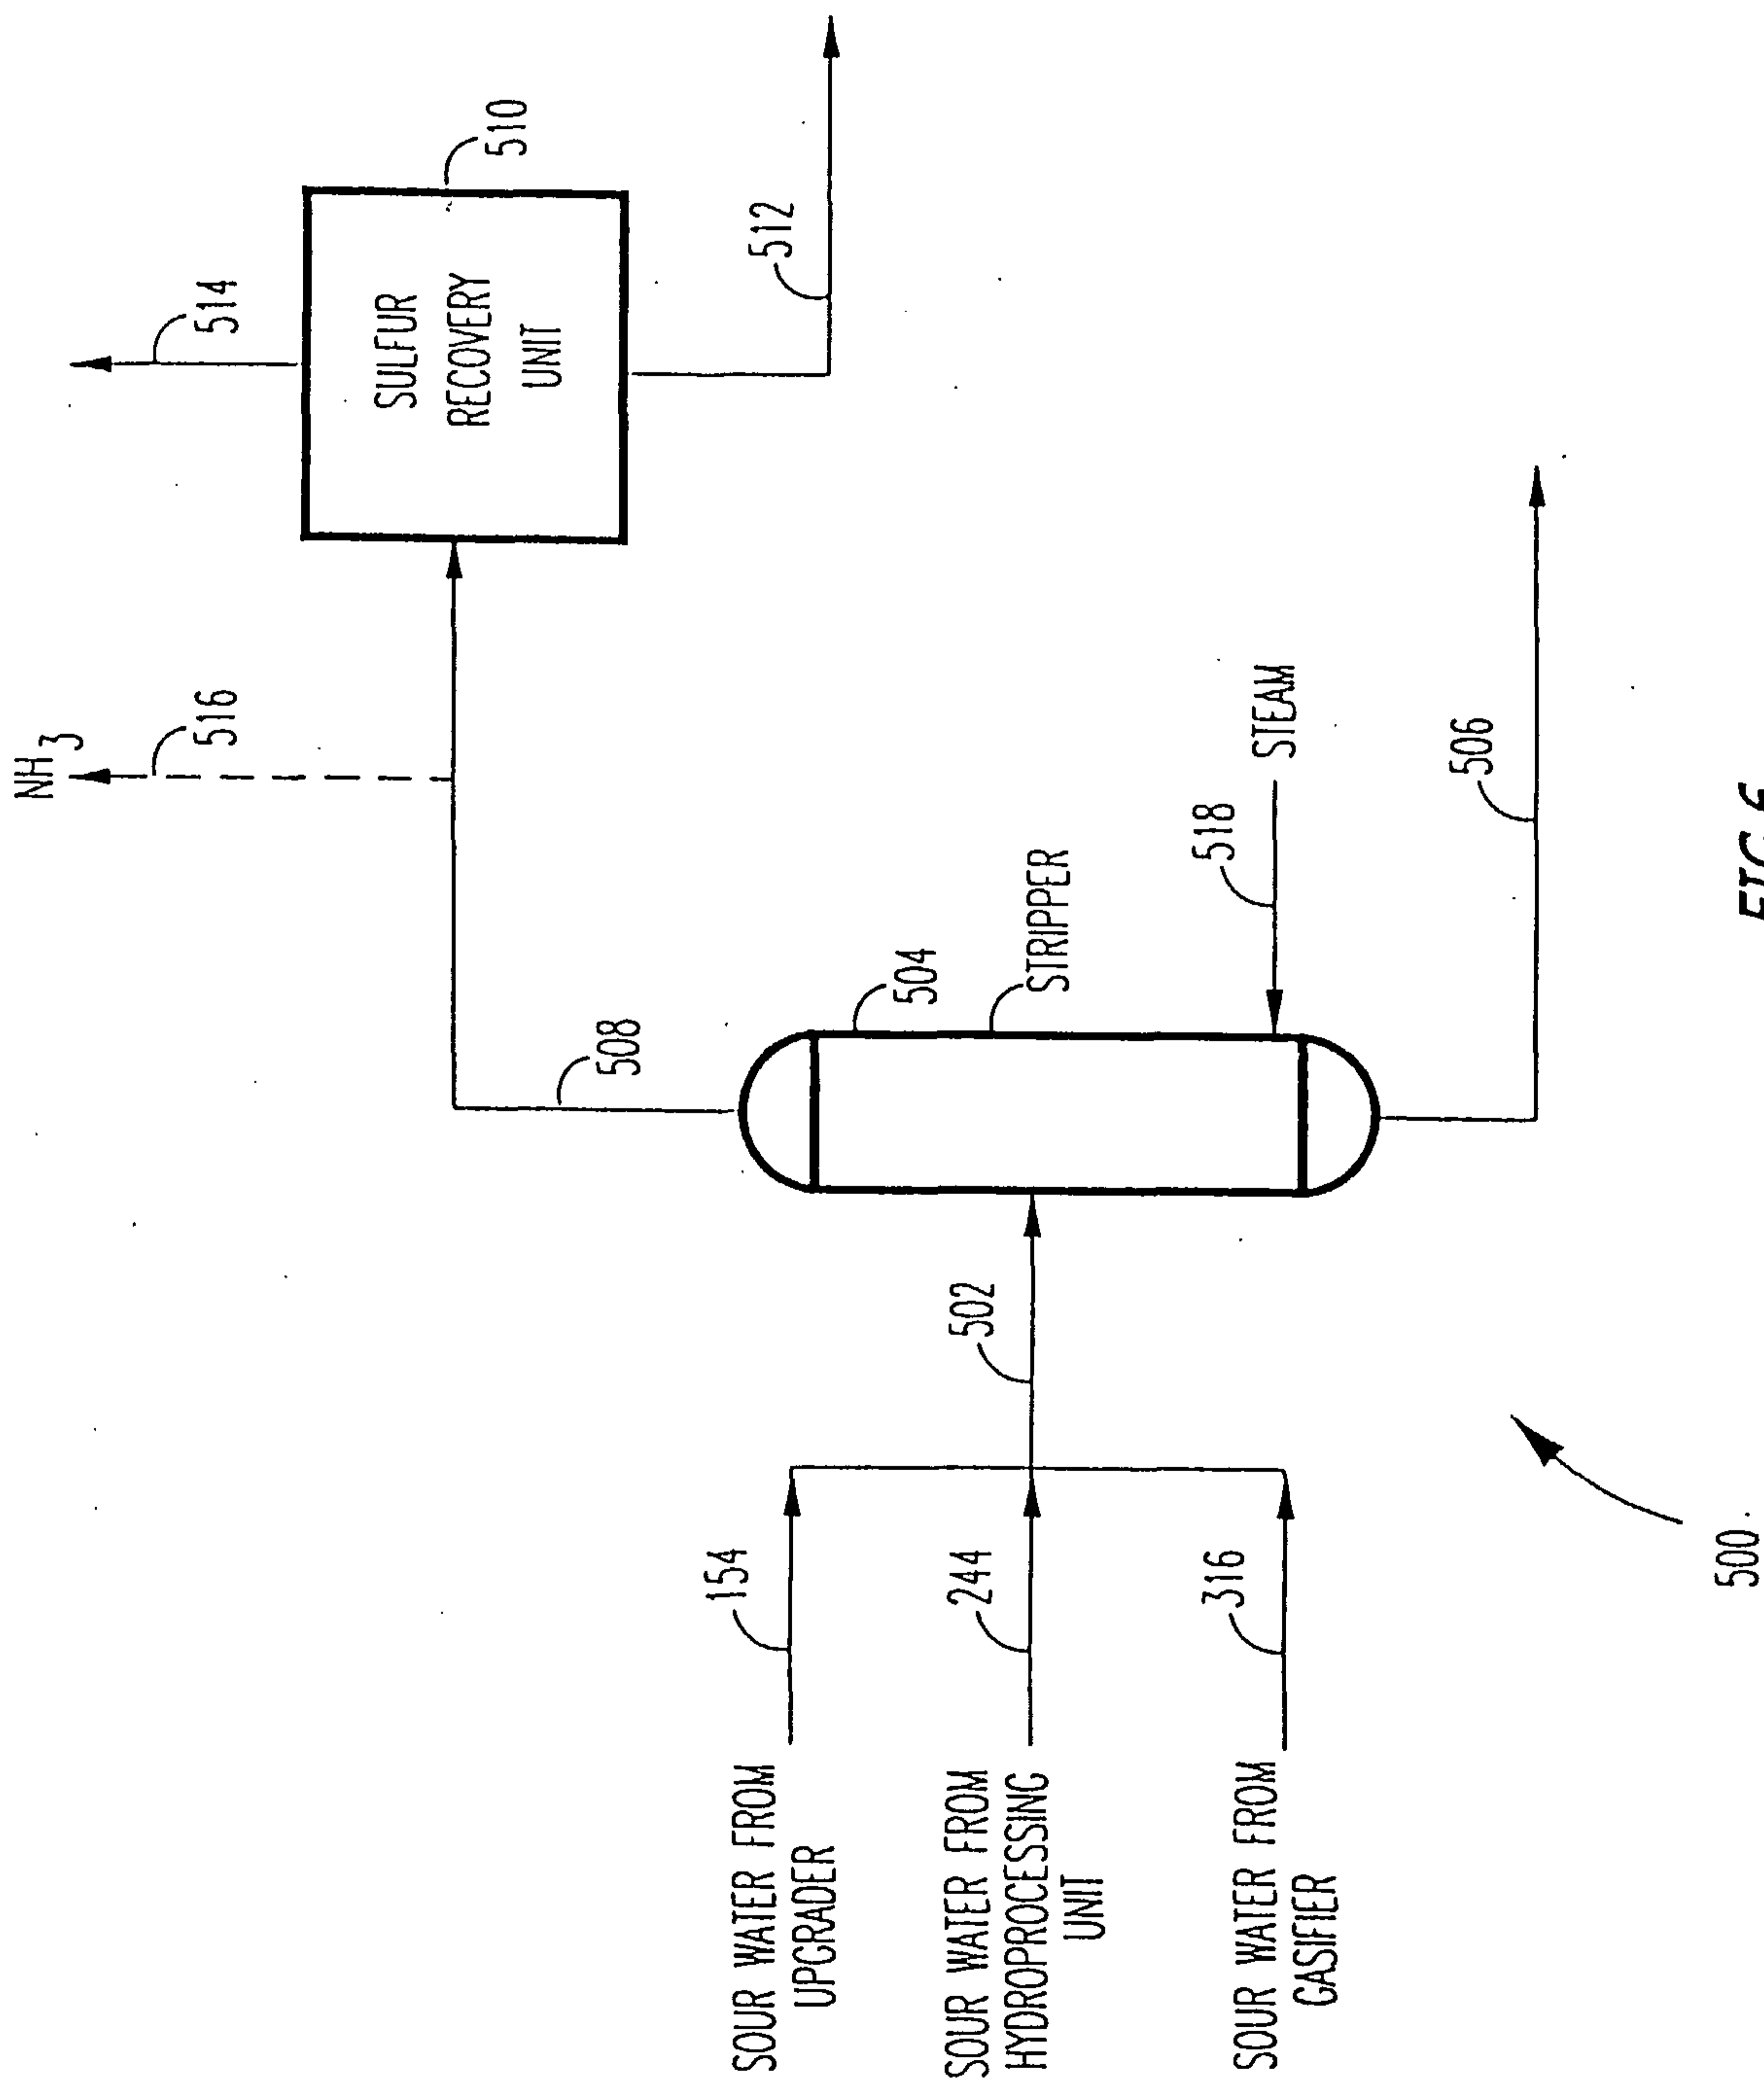 SOUR WATER FROM
UPGRADER
154
SOUR WATER FROM
HYDROPROCESSING
UNIT
244
SOUR WATER FROM
GASIFIER
316
502
508
504
STRIPPER
518
STEAM
506
NH3
516
514
SULFUR
RECOVERY
UNIT
510
512
500